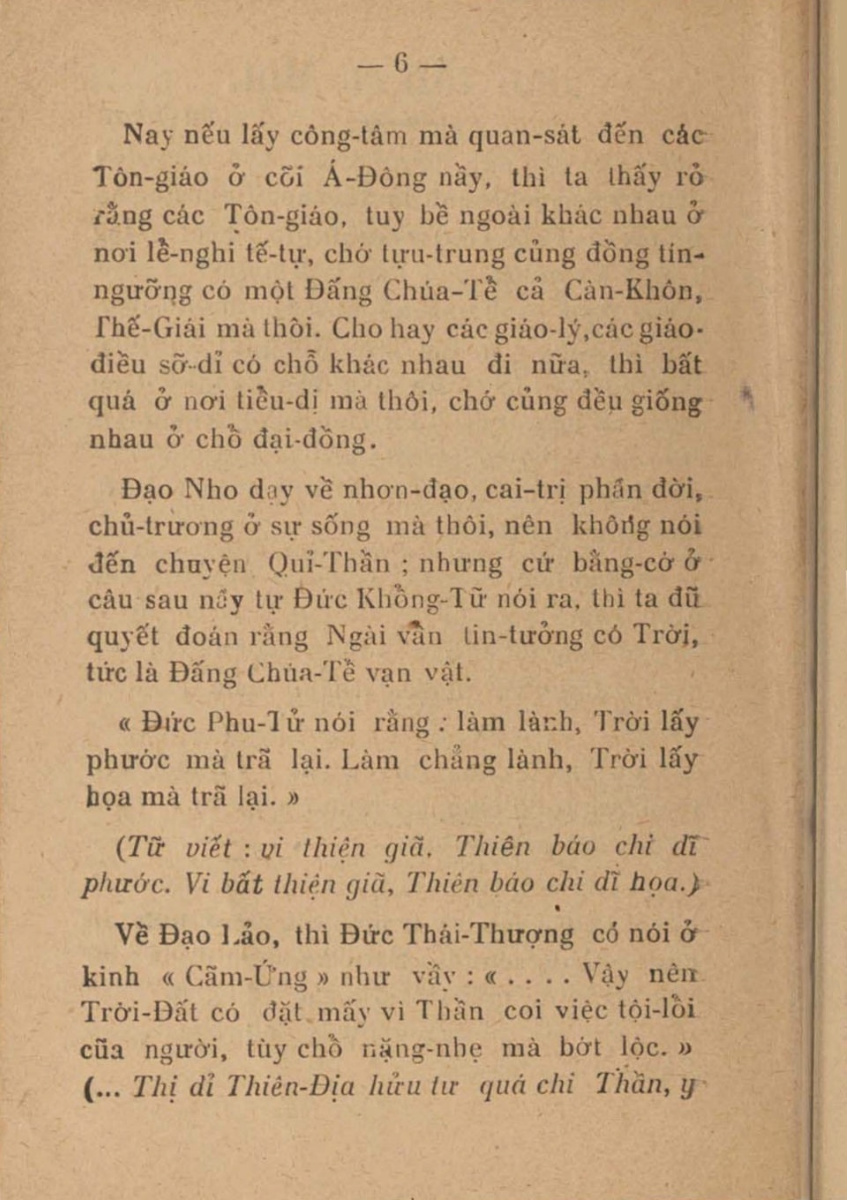 — 6 —
Nay nếu lấy công-tâm mà quan-sát đến các
Tôn-giáo ở cõi Á-Đông nầy, thì ta thấy rỏ
rằng các Tôn-giáo, tuy bề ngoài khác nhau ở
nơi lễ-nghi tế-tự, chớ tựu-trung củng đồng tín-
ngưỡng có một Đấng Chúa-Tề cả Càn-Khôn,
Thế-Giái mà thôi. Cho hay các giáo-lý,các giáo-
điều sỡ-dỉ có chỗ khác nhau đi nữa, thì bất
quá ở nơi tiểu-dị mà thôi, chớ củng đều giống
nhau ở chỗ đại-đồng.
Đạo Nho dạy về nhơn-đạo, cai-trị phần đời,
chủ-trương ở sự sống mà thôi, nên không nói
đến chuyện Quỉ-Thần ; nhưng cứ bằng-cớ ở
câu sau nầy tự Đức Khổng-Tữ nói ra, thì ta đũ
quyết đoán rằng Ngài vẫn tin-tưởng có Trời,
tức là Đấng Chúa-Tề vạn vật.
« Đức Phu-Tử nói rằng : làm lành, Trời lấy
phước mà trã lại. Làm chẳng lành, Trời lấy
họa mà trã lại. »
(Tữ viết : vi thiện giã, Thiên báo chi dĩ
phước. Vi bất thiện giã, Thiên báo chi dĩ họa.)
Về Đạo Lảo, thì Đức Thái-Thượng có nói ở
kinh « Cãm-Ứng » như vầy : « . . . . Vậy nên
Trời-Đất có đặt mấy vì Thần coi việc tội-lồi
cũa người, tùy chỗ nặng-nhẹ mà bớt lộc. »
(... Thị dỉ Thiên-Địa hửu tư quá chi Thần, y